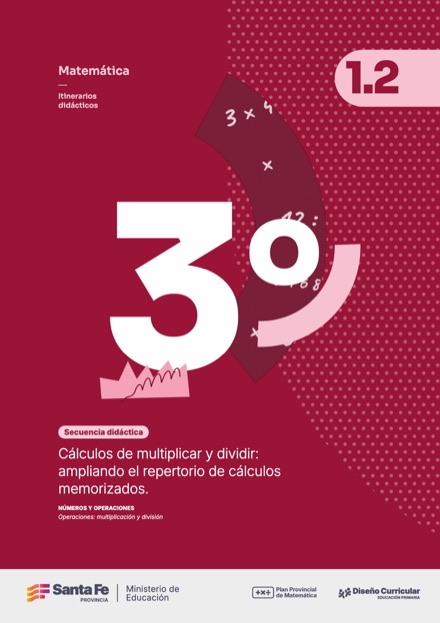 Matemática
Itinerarios
didácticos
1.2
3 x 4
x
3º
Secuencia didáctica
Cálculos de multiplicar y dividir:
ampliando el repertorio de cálculos
memorizados.
NÚMEROS Y OPERACIONES
Operaciones: multiplicación y división
Santa Fe
PROVINCIA
Ministerio de
Educación
Plan Provincial
de Matemática
Diseño Curricular
EDUCACIÓN PRIMARIA